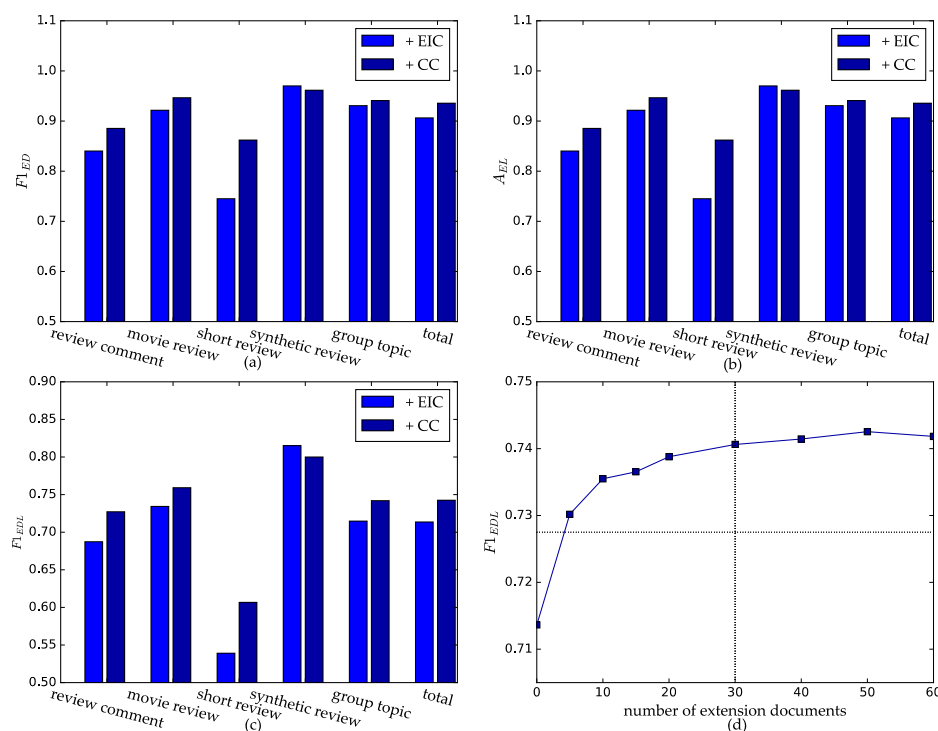 1.1
1.0
0.9
0.8
0.7
0.6
0.5
F1ED
+ EIC
+ CC
review comment
movie review
short review
synthetic review
group topic
total
(a)
1.1
1.0
0.9
0.8
0.7
0.6
0.5
AEL
+ EIC
+ CC
review comment
movie review
short review
synthetic review
group topic
total
(b)
0.90
0.85
0.80
0.75
0.70
0.65
0.60
0.55
0.50
F1EDL
+ EIC
+ CC
review comment
movie review
short review
synthetic review
group topic
total
(c)
0.75
0.74
0.73
0.72
0.71
F1EDL
0 10 20 30 40 50 60
number of extension documents
(d)